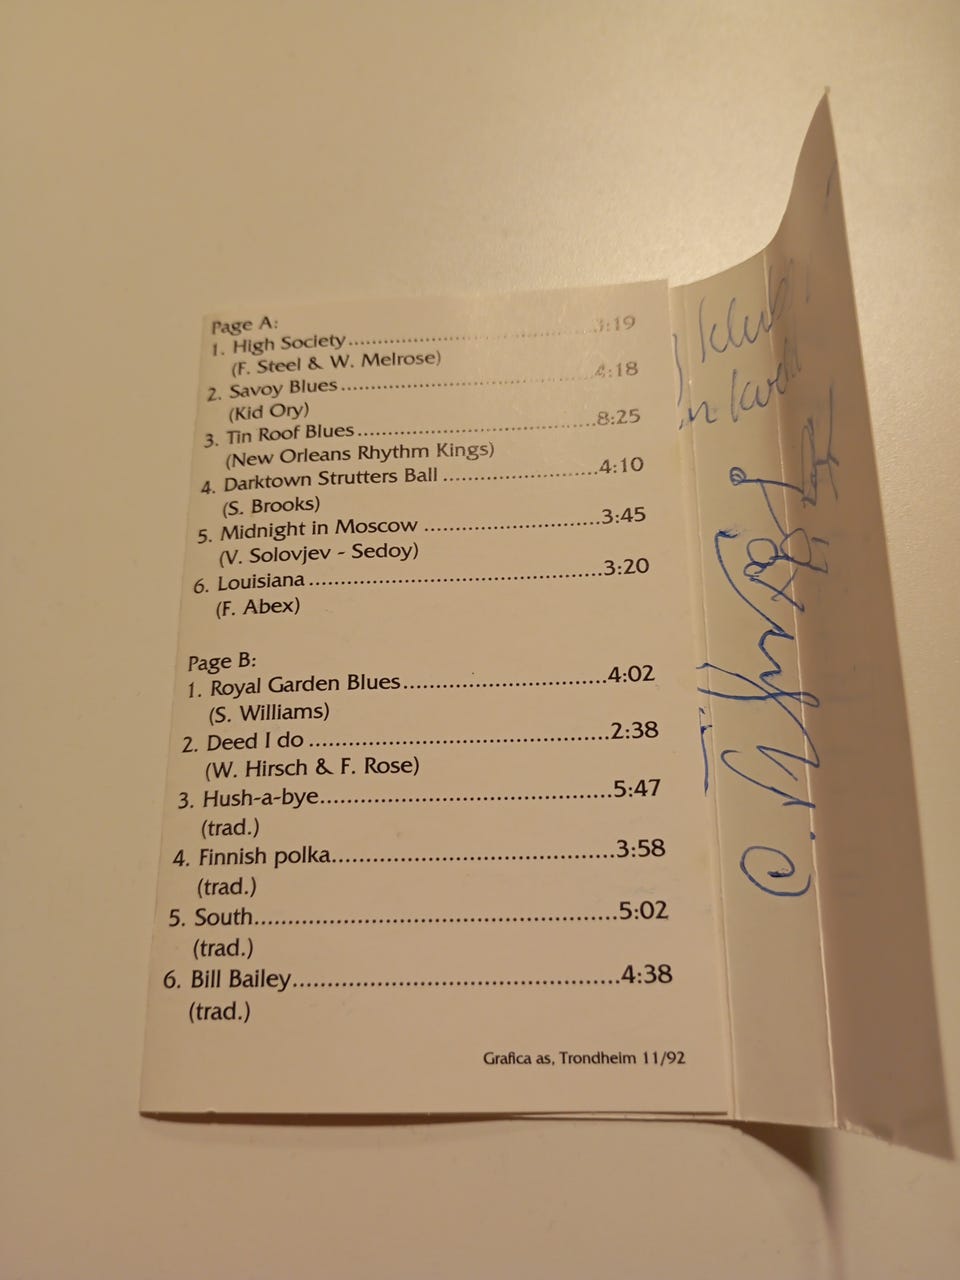 Page A:
1. High Society..............................................3:19
(F. Steel & W. Melrose)
2. Savoy Blues..............................................4:18
(Kid Ory)
3. Tin Roof Blues..............................................8:25
(New Orleans Rhythm Kings)
4. Darktown Strutters Ball ..............................4:10
(S. Brooks)
5. Midnight in Moscow ..................................3:45
(V. Solovjev - Sedoy)
6. Louisiana......................................................3:20
(F. Abex)
Page B:
1. Royal Garden Blues....................................4:02
(S. Williams)
2. Deed I do ....................................................2:38
(W. Hirsch & F. Rose)
3. Hush-a-bye..................................................5:47
(trad.)
4. Finnish polka................................................3:58
(trad.)
5. South............................................................5:02
(trad.)
6. Bill Bailey......................................................4:38
(trad.)
Grafica as, Trondheim 11/92